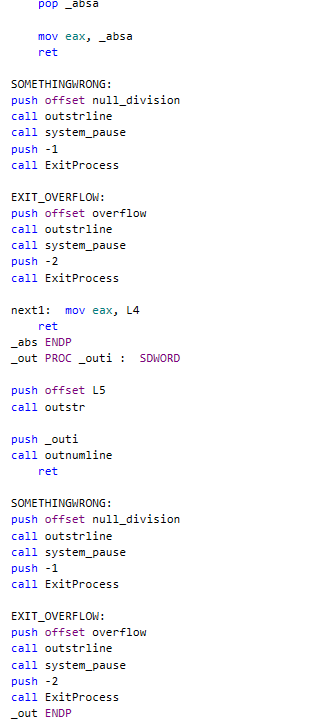 pop _absa
mov eax, _absa
ret
SOMETHINGWRONG:
push offset null_division
call outstrline
call system_pause
push -1
call ExitProcess
EXIT_OVERFLOW:
push offset overflow
call outstrline
call system_pause
push -2
call ExitProcess
next1:  mov eax, L4
ret
_abs ENDP
_out PROC _outi :  SDWORD
push offset L5
call outstr
push _outi
call outnumline
ret
SOMETHINGWRONG:
push offset null_division
call outstrline
call system_pause
push -1
call ExitProcess
EXIT_OVERFLOW:
push offset overflow
call outstrline
call system_pause
push -2
call ExitProcess
_out ENDP